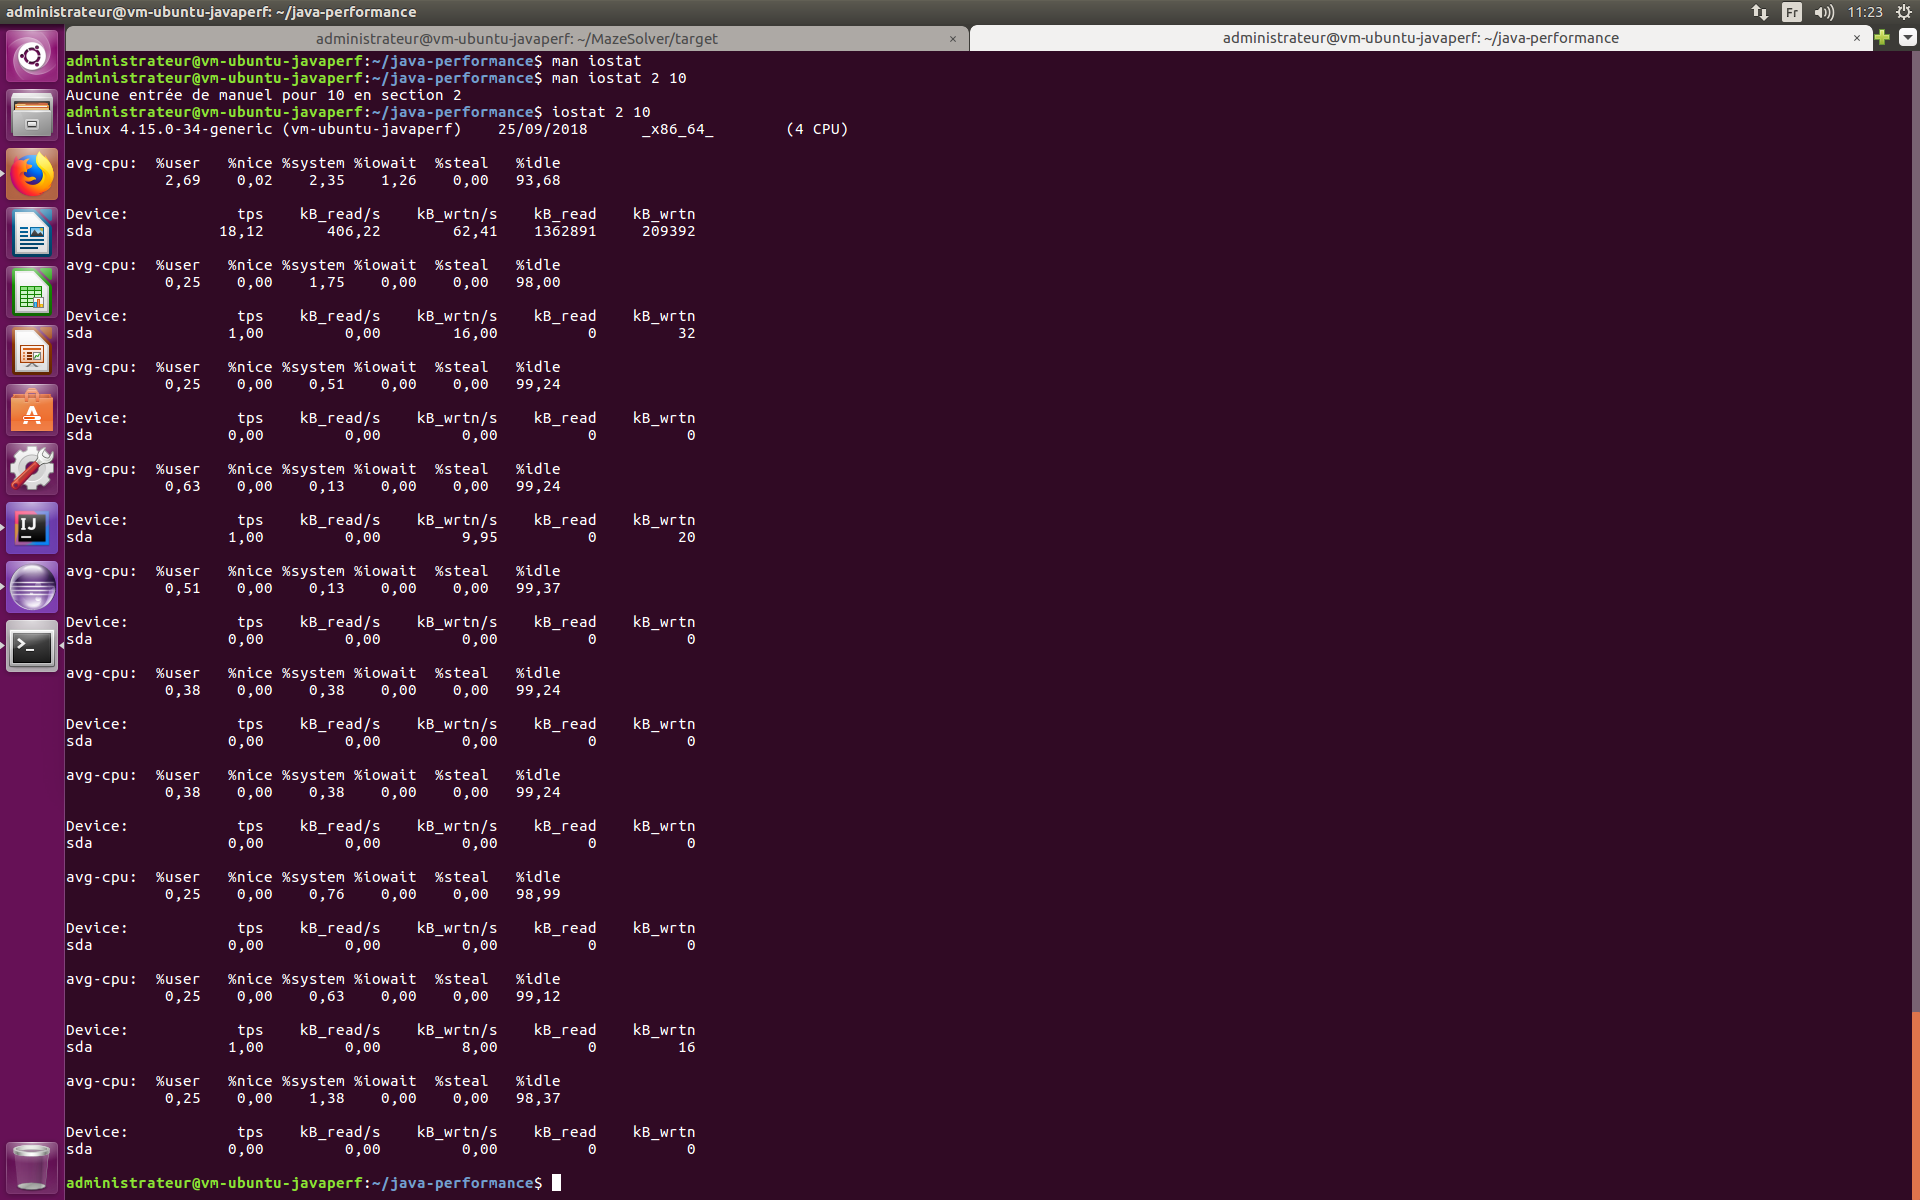 administrateur@vm-ubuntu-javaperf: ~/java-performance
Fr
11:23
administrateur@vm-ubuntu-javaperf: ~/MazeSolver/target ×
administrateur@vm-ubuntu-javaperf: ~/java-performance ×
administrateur@vm-ubuntu-javaperf:~/java-performance$ man iostat
administrateur@vm-ubuntu-javaperf:~/java-performance$ man iostat 2 10
Aucune entrée de manuel pour 10 en section 2
administrateur@vm-ubuntu-javaperf:~/java-performance$ iostat 2 10
Linux 4.15.0-34-generic (vm-ubuntu-javaperf) 25/09/2018 _x86_64_ (4 CPU)
avg-cpu: %user %nice %system %iowait %steal %idle
2,69 0,02 2,35 1,26 0,00 93,68
Device: tps kB_read/s kB_wrtn/s kB_read kB_wrtn
sda 18,12 406,22 62,41 1362891 209392
avg-cpu: %user %nice %system %iowait %steal %idle
0,25 0,00 1,75 0,00 0,00 98,00
Device: tps kB_read/s kB_wrtn/s kB_read kB_wrtn
sda 1,00 0,00 16,00 0 32
avg-cpu: %user %nice %system %iowait %steal %idle
0,25 0,00 0,51 0,00 0,00 99,24
Device: tps kB_read/s kB_wrtn/s kB_read kB_wrtn
sda 0,00 0,00 0,00 0 0
avg-cpu: %user %nice %system %iowait %steal %idle
0,63 0,00 0,13 0,00 0,00 99,24
Device: tps kB_read/s kB_wrtn/s kB_read kB_wrtn
sda 1,00 0,00 9,95 0 20
avg-cpu: %user %nice %system %iowait %steal %idle
0,51 0,00 0,13 0,00 0,00 99,37
Device: tps kB_read/s kB_wrtn/s kB_read kB_wrtn
sda 0,00 0,00 0,00 0 0
avg-cpu: %user %nice %system %iowait %steal %idle
0,38 0,00 0,38 0,00 0,00 99,24
Device: tps kB_read/s kB_wrtn/s kB_read kB_wrtn
sda 0,00 0,00 0,00 0 0
avg-cpu: %user %nice %system %iowait %steal %idle
0,38 0,00 0,38 0,00 0,00 99,24
Device: tps kB_read/s kB_wrtn/s kB_read kB_wrtn
sda 0,00 0,00 0,00 0 0
avg-cpu: %user %nice %system %iowait %steal %idle
0,25 0,00 0,76 0,00 0,00 98,99
Device: tps kB_read/s kB_wrtn/s kB_read kB_wrtn
sda 0,00 0,00 0,00 0 0
avg-cpu: %user %nice %system %iowait %steal %idle
0,25 0,00 0,63 0,00 0,00 99,12
Device: tps kB_read/s kB_wrtn/s kB_read kB_wrtn
sda 1,00 0,00 8,00 0 16
avg-cpu: %user %nice %system %iowait %steal %idle
0,25 0,00 1,38 0,00 0,00 98,37
Device: tps kB_read/s kB_wrtn/s kB_read kB_wrtn
sda 0,00 0,00 0,00 0 0
administrateur@vm-ubuntu-javaperf:~/java-performance$
A
IJ
>_